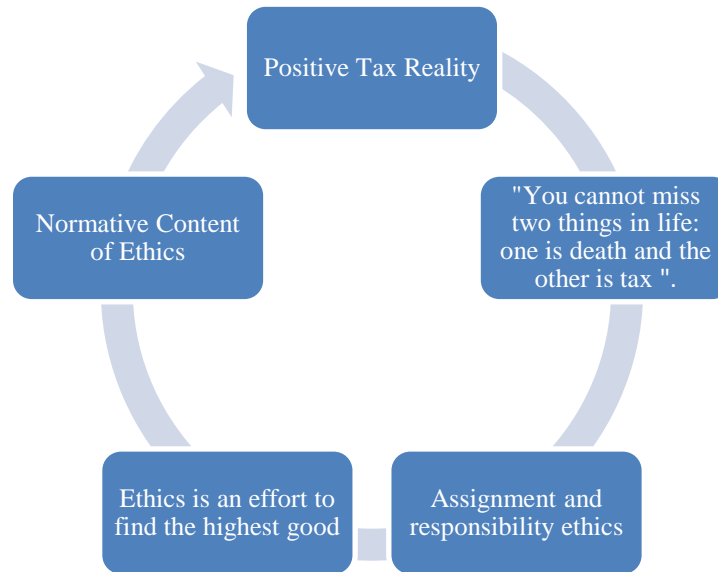 Positive Tax Reality
"You cannot miss
two things in life:
one is death and the
other is tax ".
Assignment and
responsibility ethics
Ethics is an effort to
find the highest good
Normative Content
of Ethics